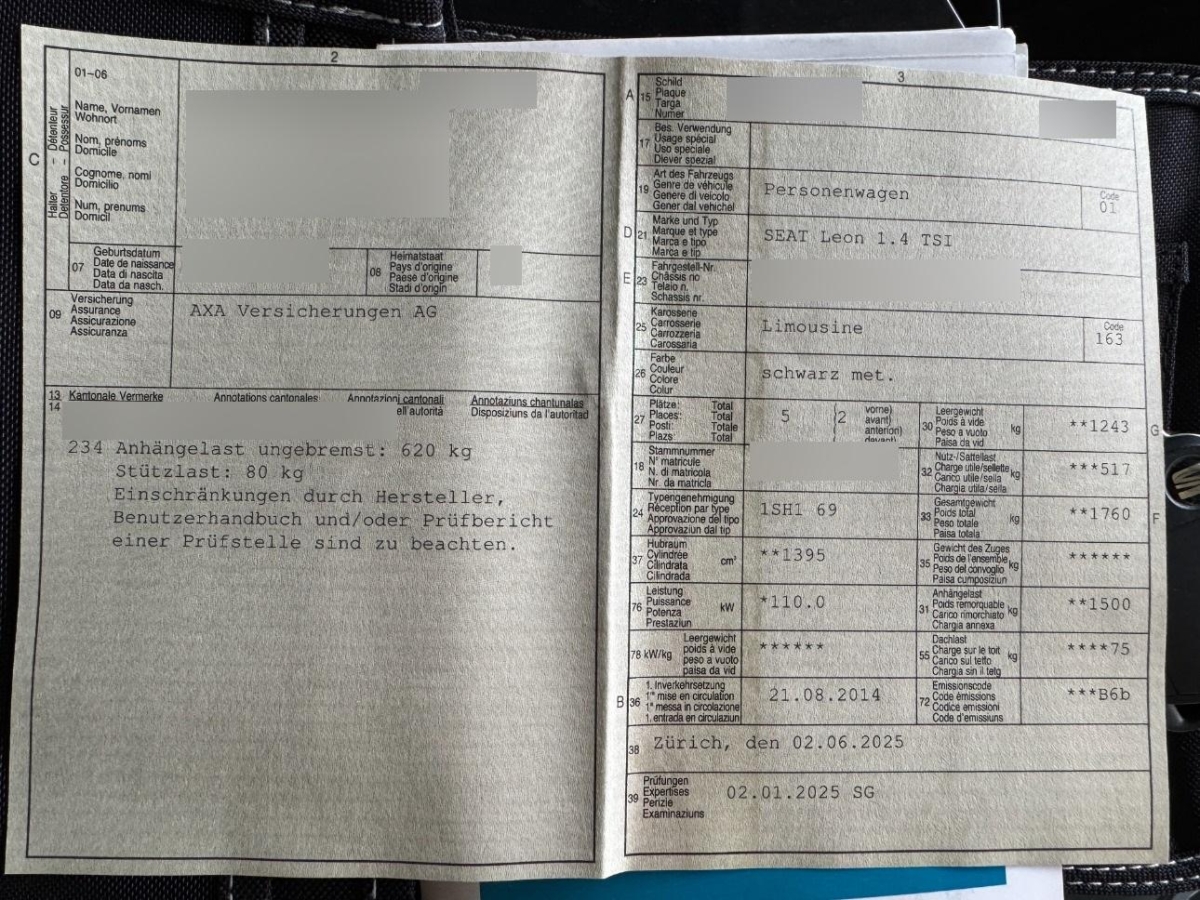 2
01–06
Name, Vornamen
Wohnort
Nom, prénoms
Domicile
Cognome, nomi
Domicilio
Num, prenums
Domicil
C
Halter – Détenteur
Detentore – Possessur
07
Geburtsdatum
Date de naissance
Data di nascita
Data da nasch.
08
Heimatstaat
Pays d'origine
Paese d'origine
Stadi d'origin
09
Versicherung
Assurance
Assicurazione
Assicuranza
AXA Versicherungen AG
13
14
Kantonale Vermerke
Annotations cantonales
Annotazioni cantonali
ell'autorità
Annotaziuns chantunalas
Disposiziuns da l'autoritad
234 Anhängelast ungebremst: 620 kg
Stützlast: 80 kg
Einschränkungen durch Hersteller,
Benutzerhandbuch und/oder Prüfbericht
einer Prüfstelle sind zu beachten.
3
A
15
Schild
Plaque
Targa
Numer
17
Bes. Verwendung
Usage spécial
Uso speciale
Diever spezial
19
Art des Fahrzeugs
Genre de véhicule
Genere di veicolo
Gener dal vehichel
Personenwagen
Code
01
D
21
Marke und Typ
Marque et type
Marca e tipo
Marca e tip
SEAT Leon 1.4 TSI
E
23
Fahrgestell-Nr.
Châssis no
Telaio n.
Schassis nr.
25
Karosserie
Carrosserie
Carrozzeria
Carossaria
Limousine
Code
163
26
Farbe
Couleur
Colore
Colur
schwarz met.
27
Plätze: Total
Places: Total
Posti: Totale
Plazs: Total
5
(2
vorne)
avant)
anteriori)
davant)
30
Leergewicht
Poids à vide
Peso a vuoto
Paisa da vid
kg
**1243
G
18
Stammnummer
N° matricule
N. di matricola
Nr. da matricla
32
Nutz-/Sattellast
Charge utile/sellette
Carico utile/sella
Chargia utila/sella
kg
***517
24
Typengenehmigung
Réception par type
Approvazione del tipo
Approvaziun dal tip
1SH1 69
33
Gesamtgewicht
Poids total
Peso totale
Paisa totala
kg
**1760
F
37
Hubraum
Cylindrée
Cilindrata
Cilindrada
cm³
**1395
35
Gewicht des Zuges
Poids de l'ensemble
Peso del convoglio
Paisa cumposiziun
kg
******
76
Leistung
Puissance
Potenza
Prestaziun
kW
*110.0
31
Anhängelast
Poids remorquable
Carico rimorchiato
Chargia annexa
kg
**1500
78 kW/kg
Leergewicht
poids à vide
peso a vuoto
paisa da vid
******
55
Dachlast
Charge sur le toit
Carico sul tetto
Chargia sin il tetg
kg
****75
B
36
1. Inverkehrsetzung
1re mise en circulation
1a messa in circolazione
1. entrada en circulaziun
21.08.2014
72
Emissionscode
Code émissions
Codice emissioni
Code d'emissiuns
***B6b
38
Zürich, den 02.06.2025
39
Prüfungen
Expertises
Perizie
Examinaziuns
02.01.2025 SG